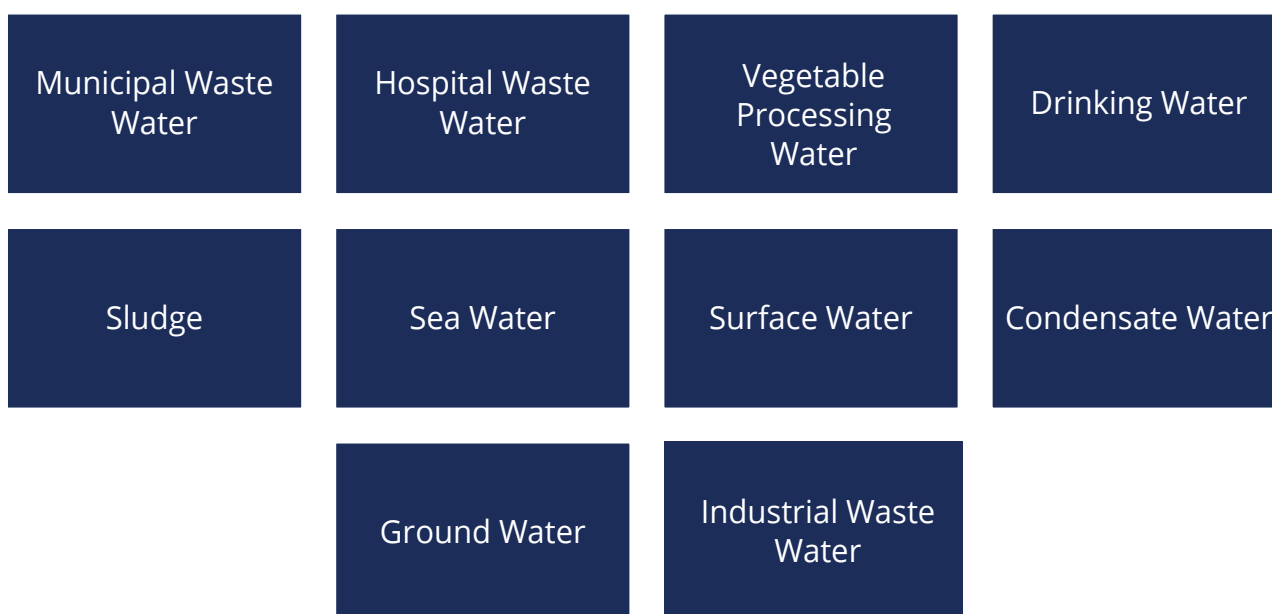 Municipal Waste
Water
Hospital Waste
Water
Vegetable
Processing
Water
Drinking Water
Sludge
Sea Water
Surface Water
Condensate Water
Ground Water
Industrial Waste
Water